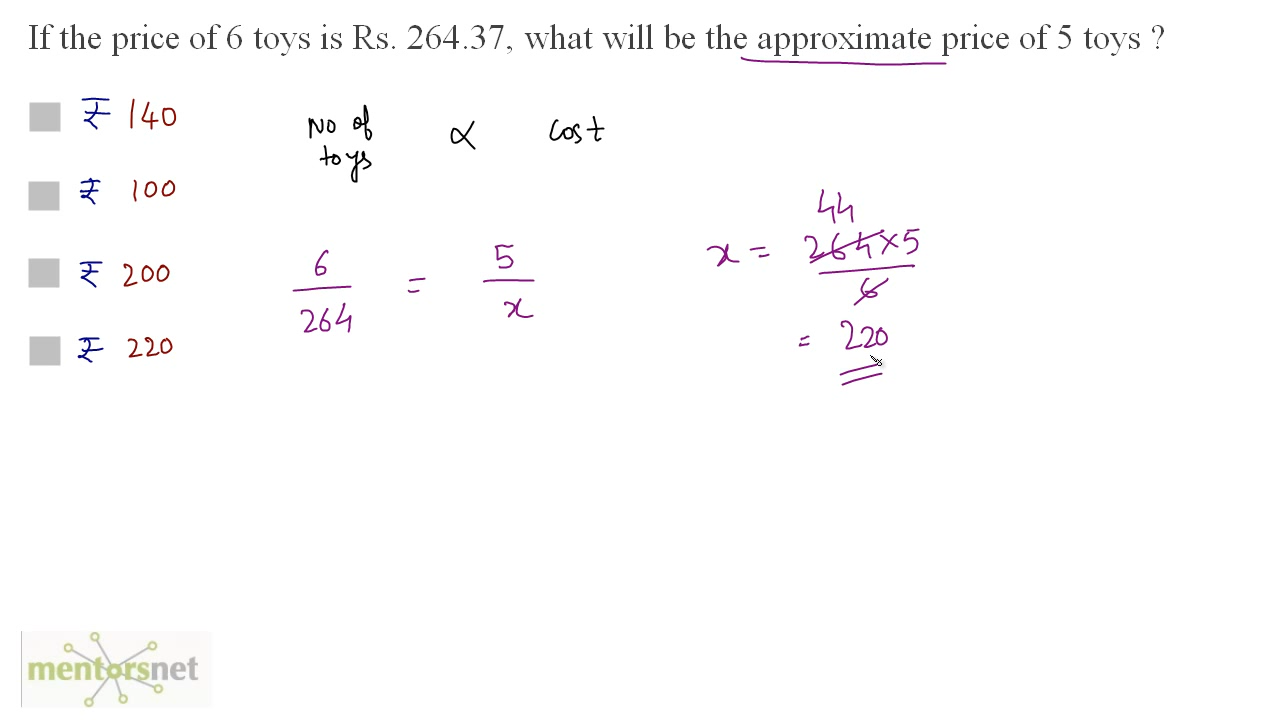 If the price of 6 toys is Rs. 264.37, what will be the approximate price of 5 toys ?
₹ 140
₹ 100
₹ 200
₹ 220
No of toys ∝ cost
6/264 = 5/x
44
x = 264×5/6
= 220
mentorsnet